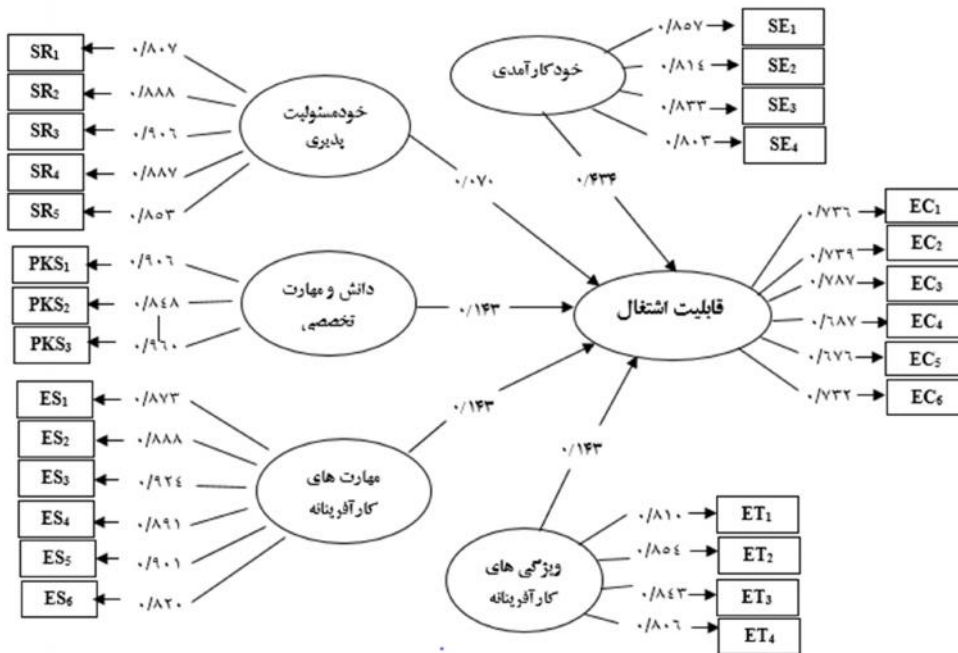 SR₁
۰/۸۰۷
SR₂
۰/۸۸۸
SR₃
۰/۹۰٦
SR₄
۰/۸۸۷
SR₅
۰/۸۵۳
خودمسئولیت
پذیری
۰/۰۷۰
خودکارآمدی
۰/۸۵۷
SE₁
۰/۸۱٤
SE₂
۰/۸۳۳
SE₃
۰/۸۰۳
SE₄
۰/۴۳۴
PKS₁
۰/۹۰٦
PKS₂
۰/۸٤۸
PKS₃
۰/۹٦۰
دانش و مهارت
تخصصی
۰/۱۴۳
قابلیت اشتغال
۰/۷۳٦
EC₁
۰/۷۳۹
EC₂
۰/۷۸۷
EC₃
۰/٦۸۷
EC₄
۰/٦۷٦
EC₅
۰/۷۳۲
EC₆
ES₁
۰/۸۷۳
ES₂
۰/۸۸۸
ES₃
۰/۹۲٤
ES₄
۰/۸۹۱
ES₅
۰/۹۰۱
ES₆
۰/۸۲۰
مهارت های
کارآفرینانه
۰/۱۴۳
۰/۱۴۳
ویژگی های
کارآفرینانه
۰/۸۱۰
ET₁
۰/۸۵٤
ET₂
۰/۸٤۳
ET₃
۰/۸۰٦
ET₄